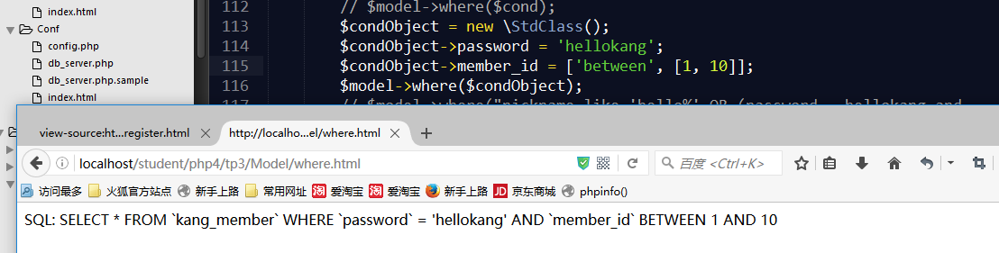 index.html
Conf
config.php
db_server.php
db_server.php.sample
index.html
112 // $model->where($cond);
113 $condObject = new \StdClass();
114 $condObject->password = 'hellokang';
115 $condObject->member_id = ['between', [1, 10]];
116 $model->where($condObject);
view-source:ht...register.html
http://localho...el/where.html
localhost/student/php4/tp3/Model/where.html
百度 <Ctrl+K>
访问最多 火狐官方站点 新手上路 常用网址 淘 爱淘宝 淘 爱淘宝 新手上路 JD 京东商城 phpinfo()
SQL: SELECT * FROM `kang_member` WHERE `password` = 'hellokang' AND `member_id` BETWEEN 1 AND 10